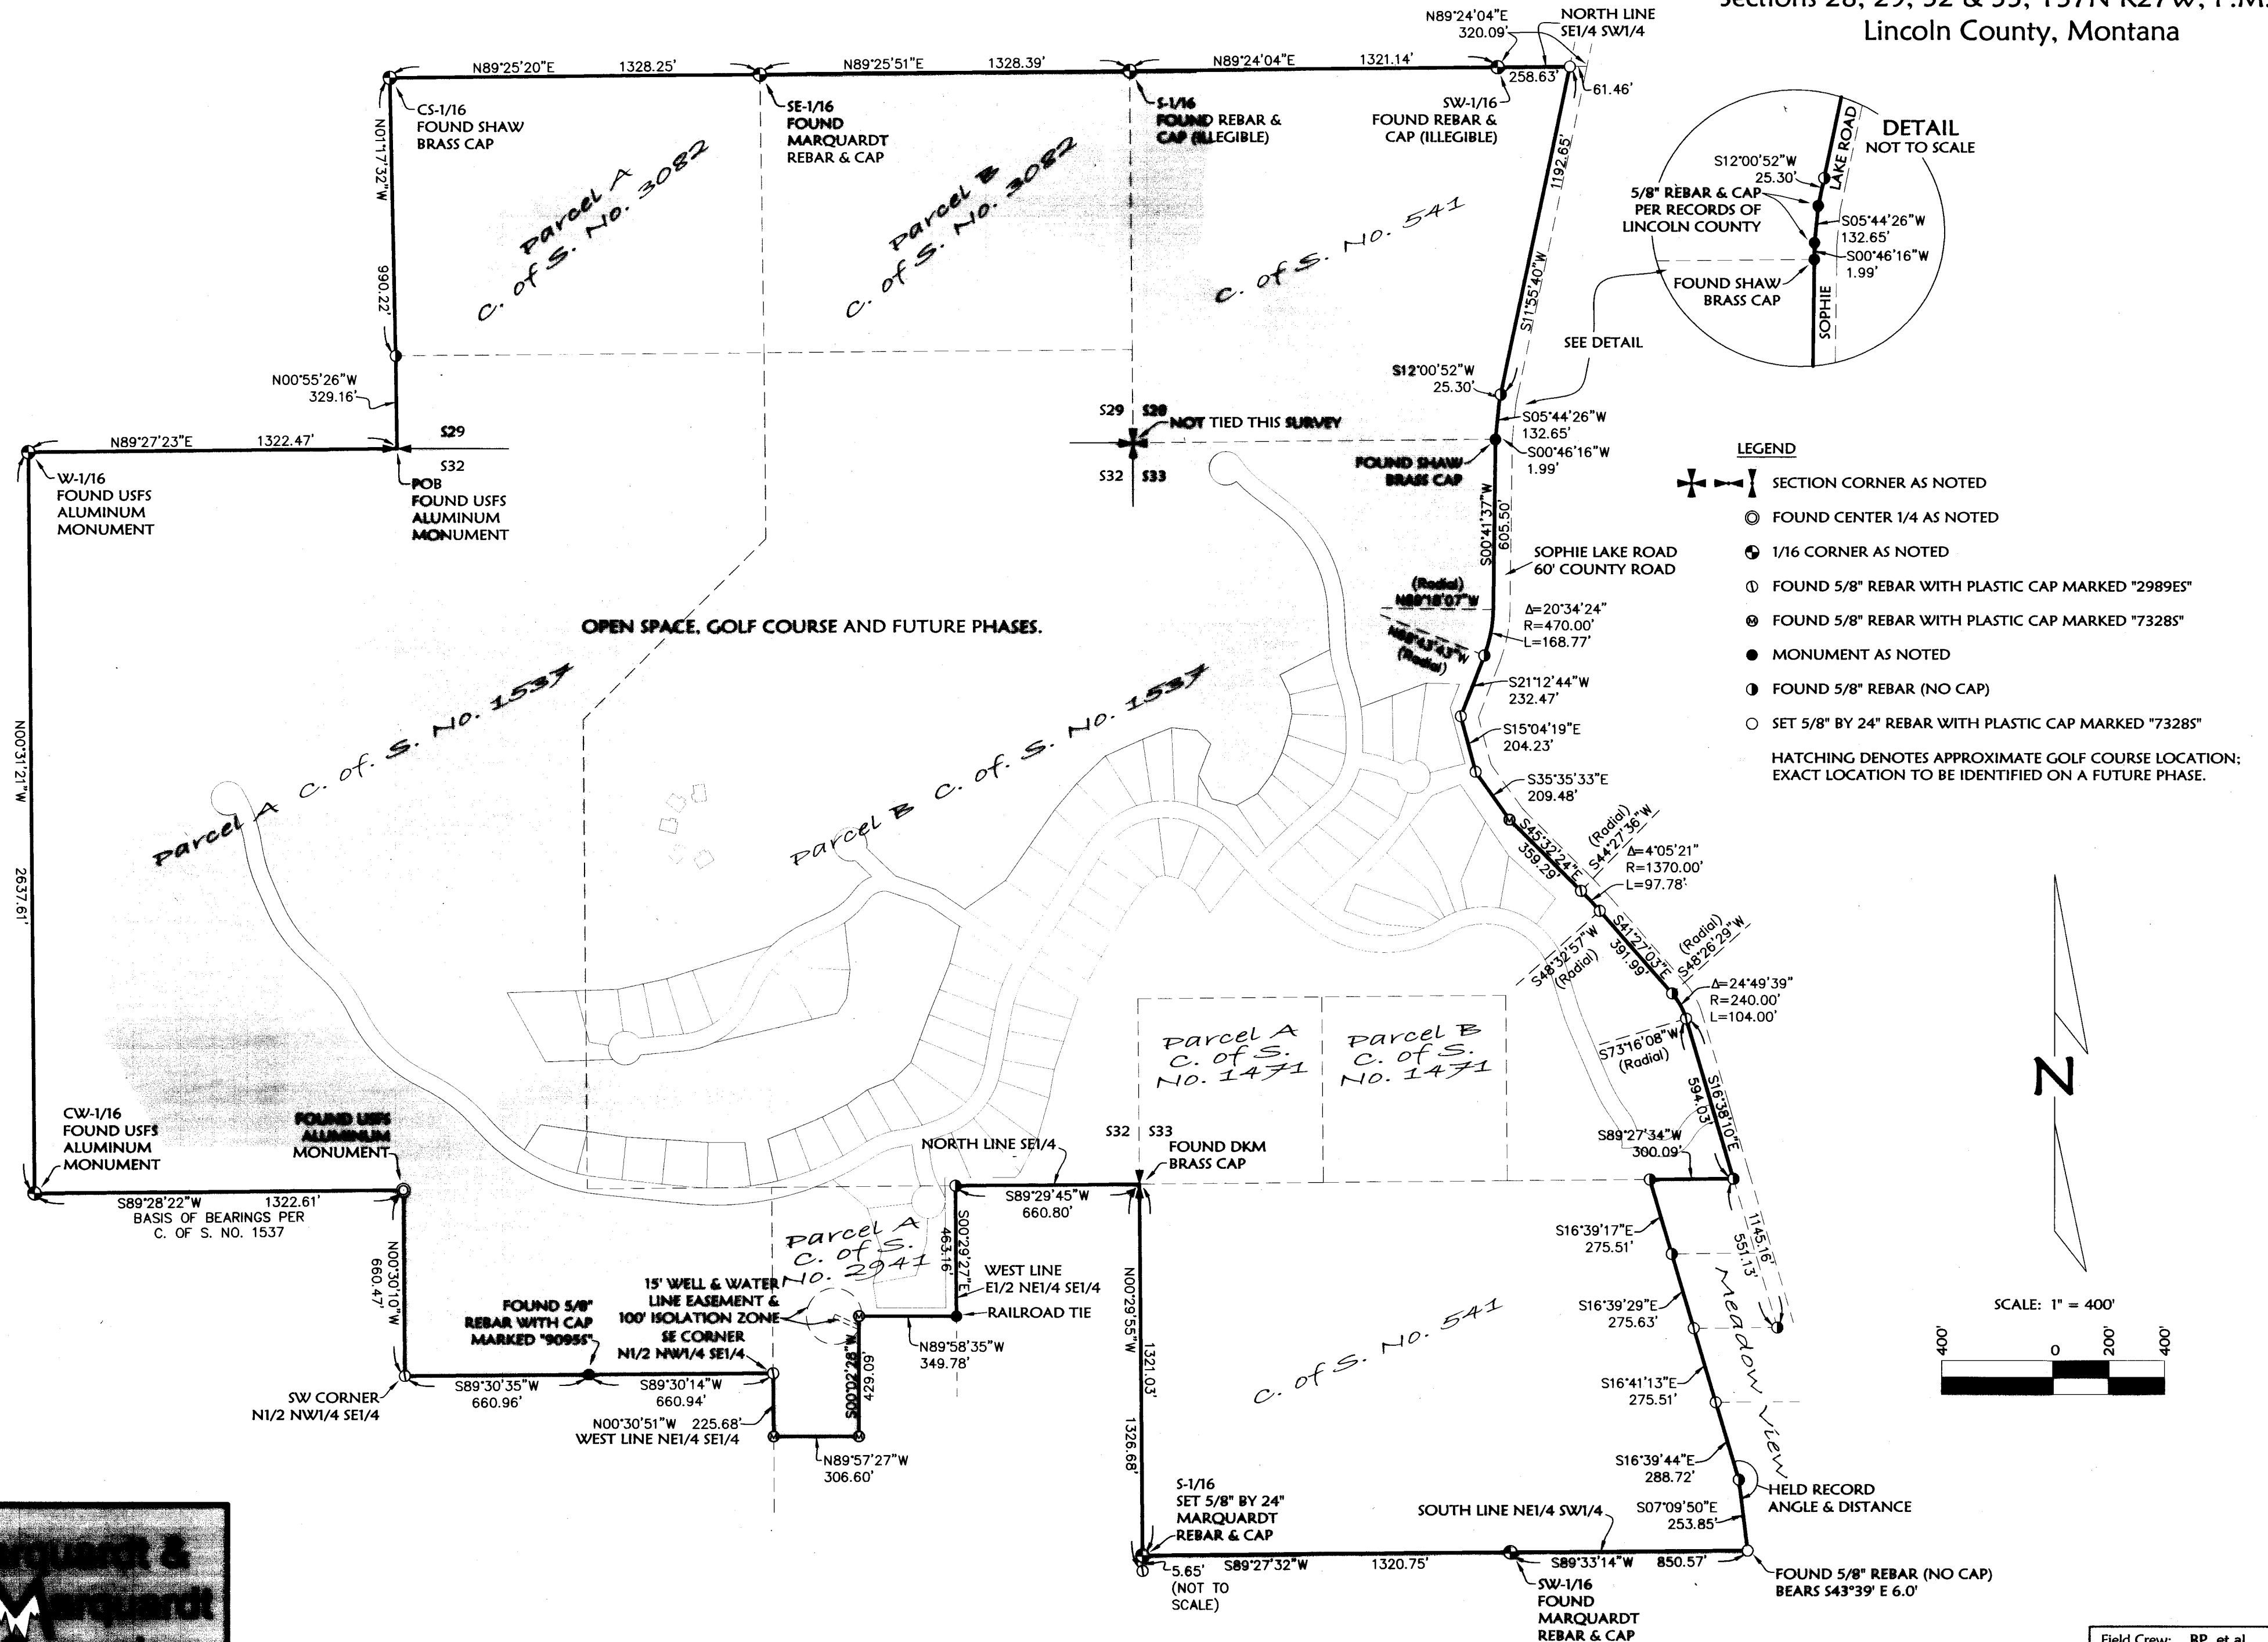 Lincoln County, Montana
N89°24'04"E
320.09'
NORTH LINE
SE1/4 SW1/4
N89°25'20"E 1328.25'
N89°25'51"E 1328.39'
N89°24'04"E 1321.14'
258.63'
61.46'
CS-1/16
FOUND SHAW
BRASS CAP
SE-1/16
FOUND
MARQUARDT
REBAR & CAP
S-1/16
FOUND REBAR &
CAP (ILLEGIBLE)
SW-1/16
FOUND REBAR &
CAP (ILLEGIBLE)
N01°17'32"W
990.22'
Parcel A
C. of S. No. 3082
Parcel B
C. of S. No. 3082
C. of S. No. 541
1192.65'
S11°55'40"W
DETAIL
NOT TO SCALE
S12°00'52"W
25.30'
LAKE ROAD
5/8" REBAR & CAP
PER RECORDS OF
LINCOLN COUNTY
S05°44'26"W
132.65'
S00°46'16"W
1.99'
FOUND SHAW
BRASS CAP
SOPHIE
SEE DETAIL
N00°55'26"W
329.16'
S12°00'52"W
25.30'
S29 S28
NOT TIED THIS SURVEY
S32 S33
S05°44'26"W
132.65'
S00°46'16"W
1.99'
FOUND SHAW
BRASS CAP
N89°27'23"E 1322.47'
S29
S32
W-1/16
FOUND USFS
ALUMINUM
MONUMENT
POB
FOUND USFS
ALUMINUM
MONUMENT
S00°41'37"W
605.50'
SOPHIE LAKE ROAD
60' COUNTY ROAD
LEGEND
SECTION CORNER AS NOTED
FOUND CENTER 1/4 AS NOTED
1/16 CORNER AS NOTED
FOUND 5/8" REBAR WITH PLASTIC CAP MARKED "2989ES"
FOUND 5/8" REBAR WITH PLASTIC CAP MARKED "7328S"
MONUMENT AS NOTED
FOUND 5/8" REBAR (NO CAP)
SET 5/8" BY 24" REBAR WITH PLASTIC CAP MARKED "7328S"
HATCHING DENOTES APPROXIMATE GOLF COURSE LOCATION;
EXACT LOCATION TO BE IDENTIFIED ON A FUTURE PHASE.
(Radial)
(Radial)
Δ=20°34'24"
R=470.00'
L=168.77'
OPEN SPACE, GOLF COURSE AND FUTURE PHASES.
S21°12'44"W
232.47'
S15°04'19"E
204.23'
S35°35'33"E
209.48'
N00°31'21"W
2637.61'
Parcel A C. of. S. No. 1537
Parcel B C. of. S. No. 1537
S45°32'24"E
359.29'
(Radial)
S44°27'36"W
Δ=4°05'21"
R=1370.00'
L=97.78'
S41°27'03"E
391.99'
S48°32'57"W
(Radial)
(Radial)
S48°26'29"W
Δ=24°49'39"
R=240.00'
L=104.00'
S73°16'08"W
(Radial)
S16°38'10"E
594.03'
Parcel A
C. of S.
No. 1471
Parcel B
C. of S.
No. 1471
N
CW-1/16
FOUND USFS
ALUMINUM
MONUMENT
FOUND USFS
ALUMINUM
MONUMENT
S89°28'22"W 1322.61'
BASIS OF BEARINGS PER
C. OF S. NO. 1537
NORTH LINE SE1/4
S32 S33
FOUND DKM
BRASS CAP
S89°29'45"W
660.80'
S89°27'34"W
300.09'
N00°30'10"W
660.47'
Parcel A
C. of S.
No. 2941
S00°29'27"E
463.16'
WEST LINE
E1/2 NE1/4 SE1/4
RAILROAD TIE
15' WELL & WATER
LINE EASEMENT &
100' ISOLATION ZONE
SE CORNER
N1/2 NW1/4 SE1/4
FOUND 5/8"
REBAR WITH CAP
MARKED "9095S"
N89°58'35"W
349.78'
S00°02'28"W
429.09'
SW CORNER
N1/2 NW1/4 SE1/4
S89°30'35"W
660.96'
S89°30'14"W
660.94'
N00°30'51"W 225.68'
WEST LINE NE1/4 SE1/4
N89°57'27"W
306.60'
N00°29'55"W
1321.03'
1326.68'
C. of S. No. 541
S16°39'17"E
275.51'
1145.16'
551.13'
S16°39'29"E
275.63'
S16°41'13"E
275.51'
Meadow View
S16°39'44"E
288.72'
HELD RECORD
ANGLE & DISTANCE
S07°09'50"E
253.85'
SCALE: 1" = 400'
400' 0 200' 400'
S-1/16
SET 5/8" BY 24"
MARQUARDT
REBAR & CAP
SOUTH LINE NE1/4 SW1/4
5.65'
(NOT TO
SCALE)
S89°27'32"W 1320.75'
S89°33'14"W 850.57'
SW-1/16
FOUND
MARQUARDT
REBAR & CAP
FOUND 5/8" REBAR (NO CAP)
BEARS S43°39' E 6.0'